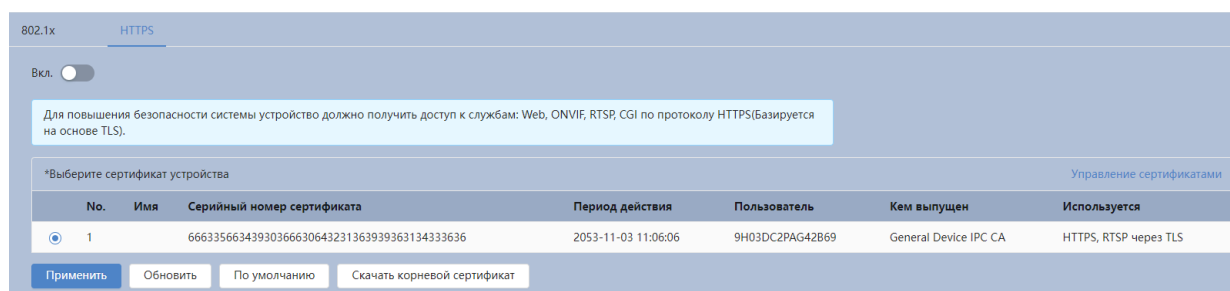 802.1x HTTPS
Вкл.
Для повышения безопасности системы устройство должно получить доступ к службам: Web, ONVIF, RTSP, CGI по протоколу HTTPS(Базируется
на основе TLS).
*Выберите сертификат устройства Управление сертификатами
No. Имя Серийный номер сертификата Период действия Пользователь Кем выпущен Используется
1 66633566343930366630643231363939363134333636 2053-11-03 11:06:06 9H03DC2PAG42B69 General Device IPC CA HTTPS, RTSP через TLS
Применить Обновить По умолчанию Скачать корневой сертификат